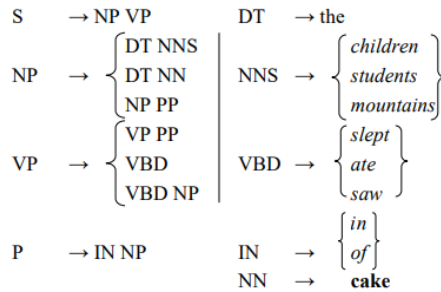 S → NP VP DT → the
DT NNS children
NP → DT NN NNS → students
NP PP mountains
VP PP slept
VP → VBD VBD → ate
VBD NP saw
in
P → IN NP IN → of
NN → cake